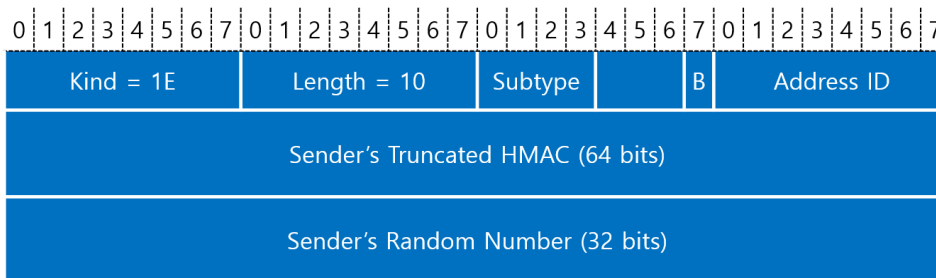 0 1 2 3 4 5 6 7 0 1 2 3 4 5 6 7 0 1 2 3 4 5 6 7 0 1 2 3 4 5 6 7
Kind = 1E Length = 10 Subtype B Address ID
Sender’s Truncated HMAC (64 bits)
Sender’s Random Number (32 bits)